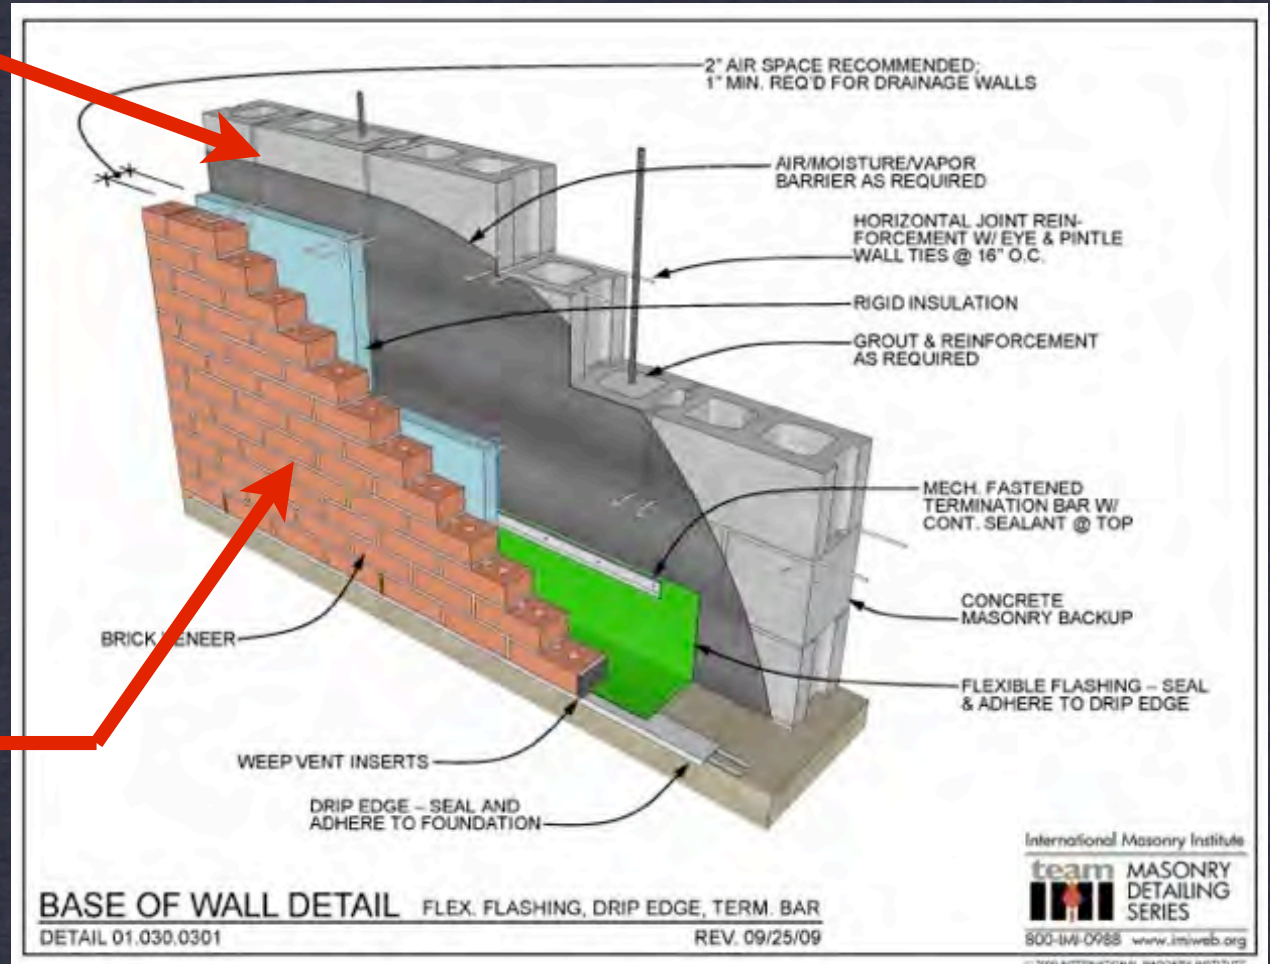 2" AIR SPACE RECOMMENDED;
1" MIN. REQ'D FOR DRAINAGE WALLS
AIR/MOISTURE/VAPOR
BARRIER AS REQUIRED
HORIZONTAL JOINT REIN-
FORCEMENT W/ EYE & PINTLE
WALL TIES @ 16" O.C.
RIGID INSULATION
GROUT & REINFORCEMENT
AS REQUIRED
MECH. FASTENED
TERMINATION BAR W/
CONT. SEALANT @ TOP
CONCRETE
MASONRY BACKUP
BRICK VENEER
FLEXIBLE FLASHING – SEAL
& ADHERE TO DRIP EDGE
WEEP VENT INSERTS
DRIP EDGE – SEAL AND
ADHERE TO FOUNDATION
International Masonry Institute
team
MASONRY
DETAILING
SERIES
BASE OF WALL DETAIL FLEX. FLASHING, DRIP EDGE, TERM. BAR
DETAIL 01.030.0301 REV. 09/25/09
800-IMI-0988 www.imiweb.org
INTERNATIONAL MASONRY INSTITUTE